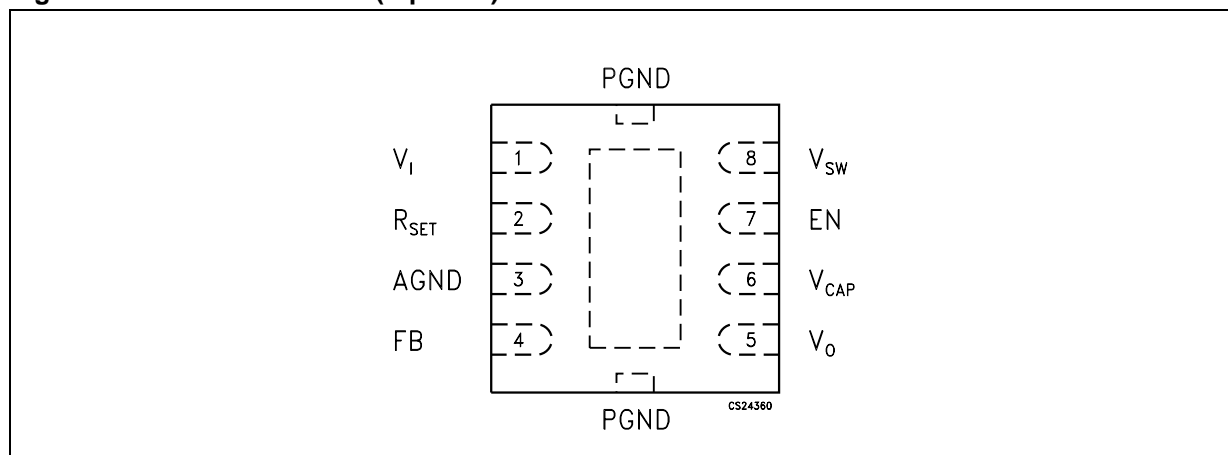 PGND
V_I 1 8 V_SW
R_SET 2 7 EN
AGND 3 6 V_CAP
FB 4 5 V_O
CS24360
PGND